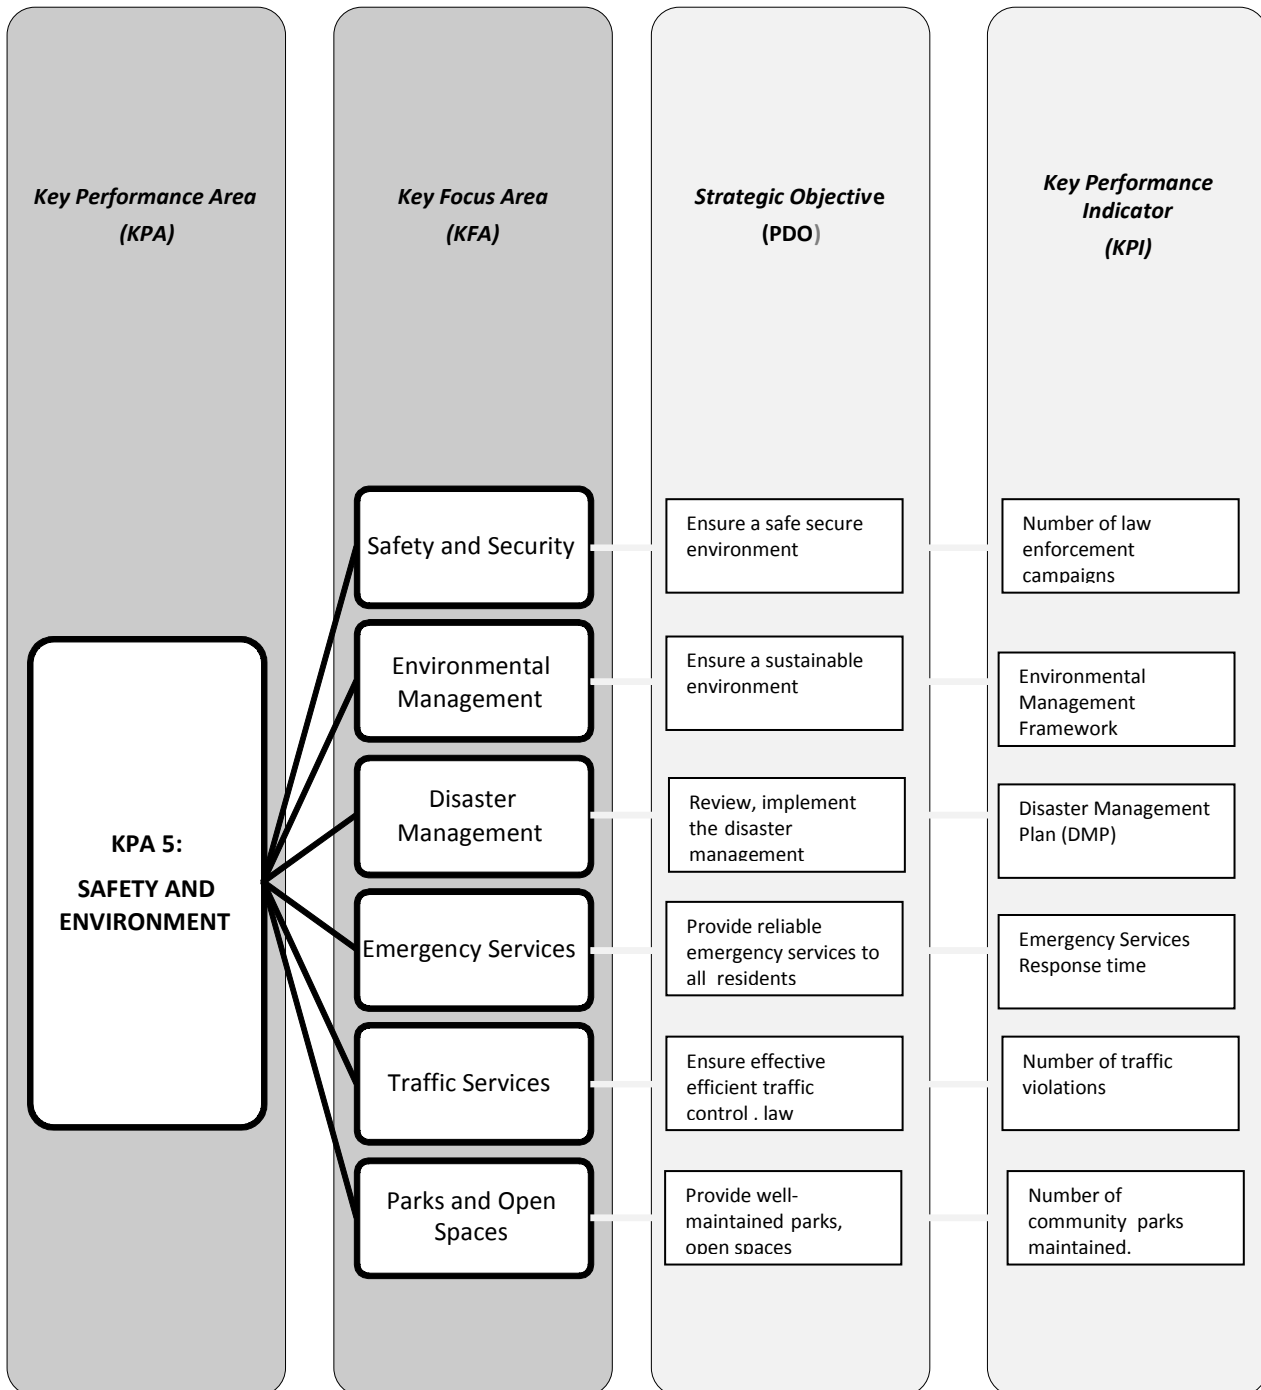 Key Performance Area
(KPA)
Key Focus Area
(KFA)
Strategic Objective
(PDO)
Key Performance
Indicator
(KPI)
KPA 5:
SAFETY AND
ENVIRONMENT
Safety and Security
Ensure a safe secure
environment
Number of law
enforcement
campaigns
Environmental
Management
Ensure a sustainable
environment
Environmental
Management
Framework
Disaster
Management
Review, implement
the disaster
management
Disaster Management
Plan (DMP)
Emergency Services
Provide reliable
emergency services to
all residents
Emergency Services
Response time
Traffic Services
Ensure effective
efficient traffic
control , law
Number of traffic
violations
Parks and Open
Spaces
Provide well-
maintained parks,
open spaces
Number of
community parks
maintained.